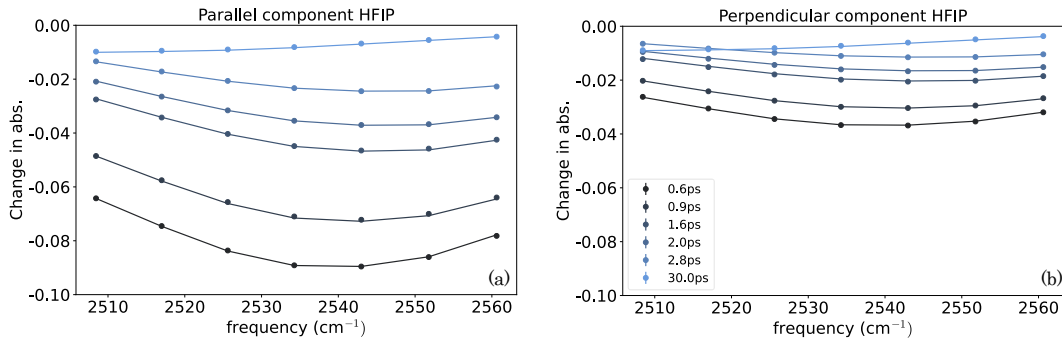 Parallel component HFIP
0.00
-0.02
-0.04
-0.06
-0.08
-0.10
Change in abs.
2510 2520 2530 2540 2550 2560
frequency (cm⁻¹)
(a)
Perpendicular component HFIP
0.00
-0.02
-0.04
-0.06
-0.08
-0.10
Change in abs.
0.6ps
0.9ps
1.6ps
2.0ps
2.8ps
30.0ps
2510 2520 2530 2540 2550 2560
frequency (cm⁻¹)
(b)